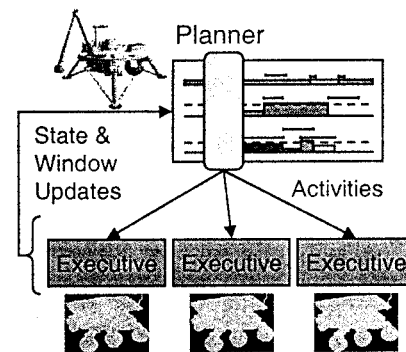 Planner
State &
Window
Updates
Activities
Executive Executive Executive